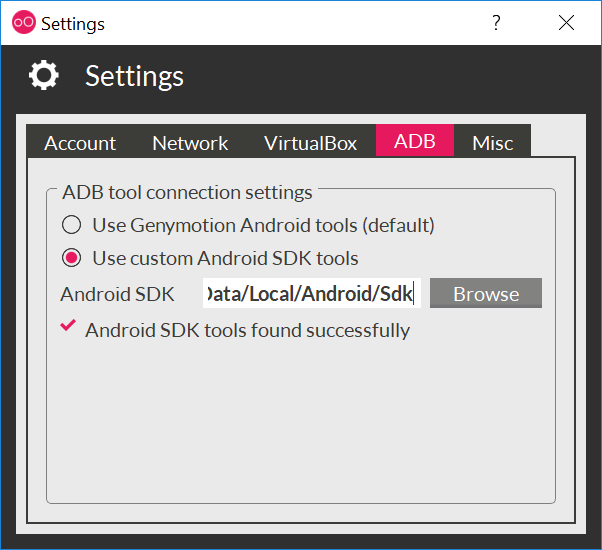 Settings
?
Settings
Account Network VirtualBox ADB Misc
ADB tool connection settings
Use Genymotion Android tools (default)
Use custom Android SDK tools
Android SDK Data/Local/Android/Sdk Browse
Android SDK tools found successfully